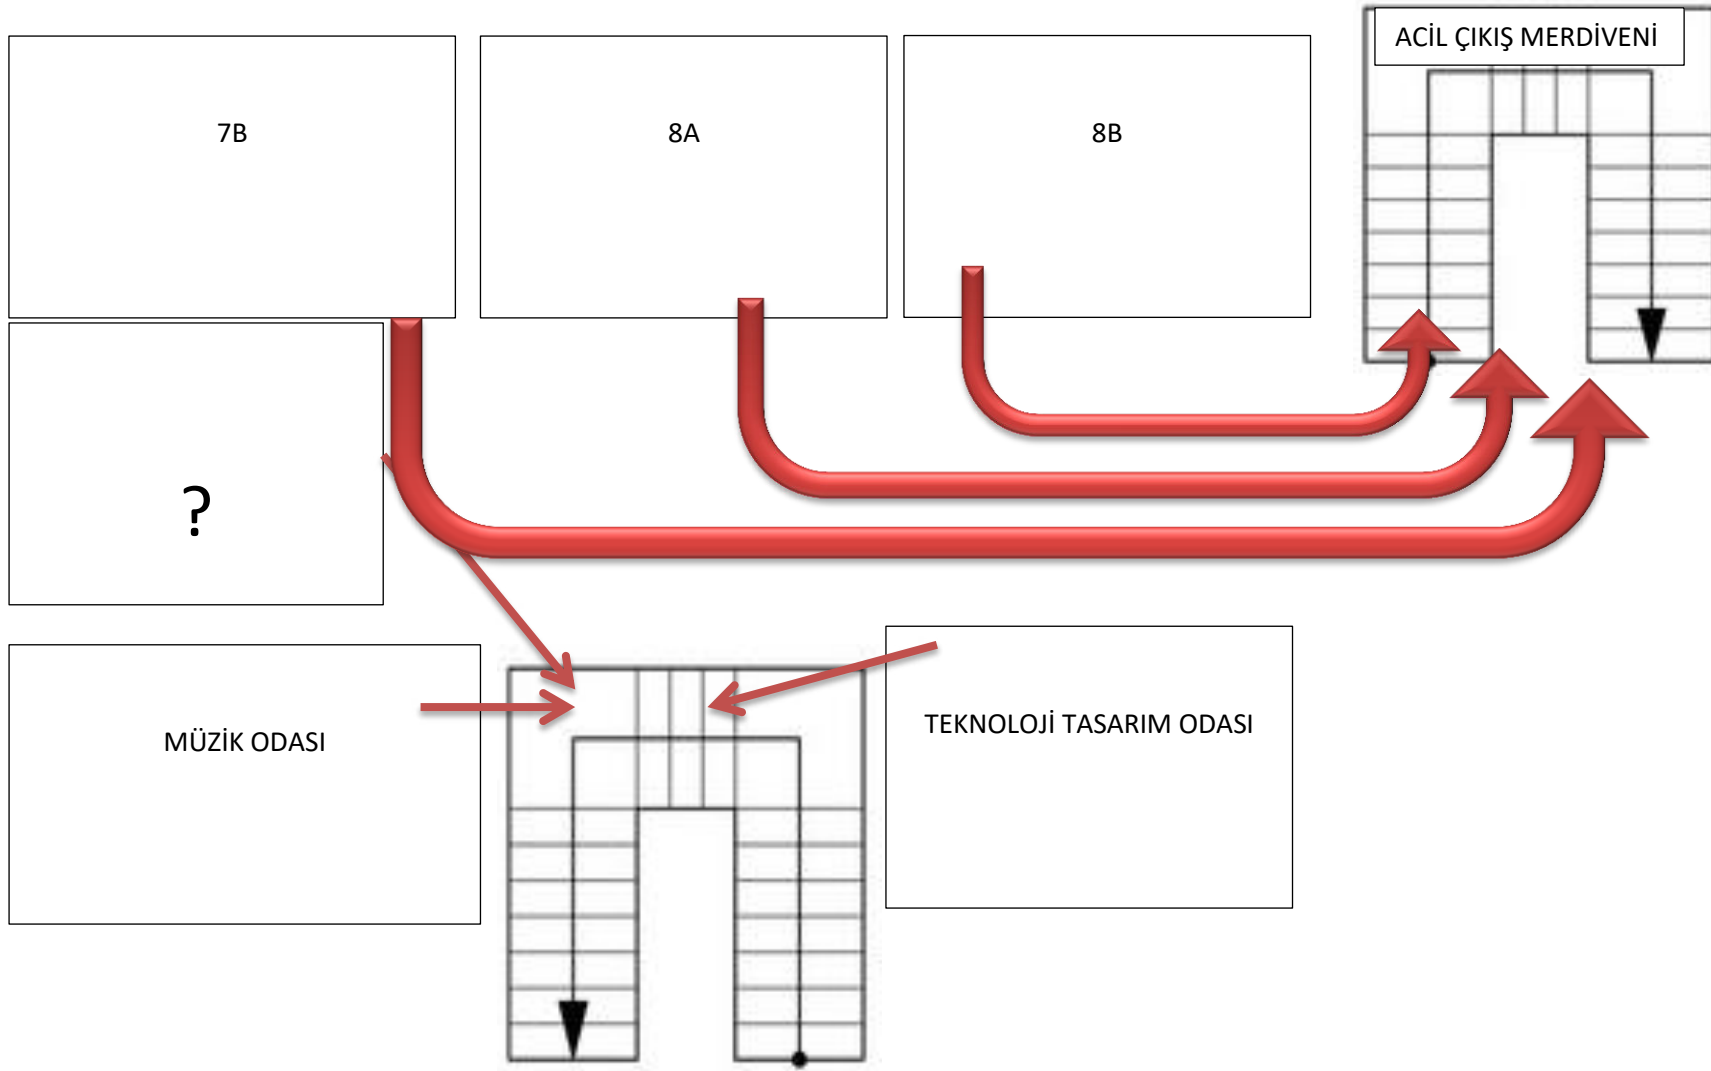 ACİL ÇIKIŞ MERDİVENİ
7B
8A
8B
?
MÜZİK ODASI
TEKNOLOJİ TASARIM ODASI